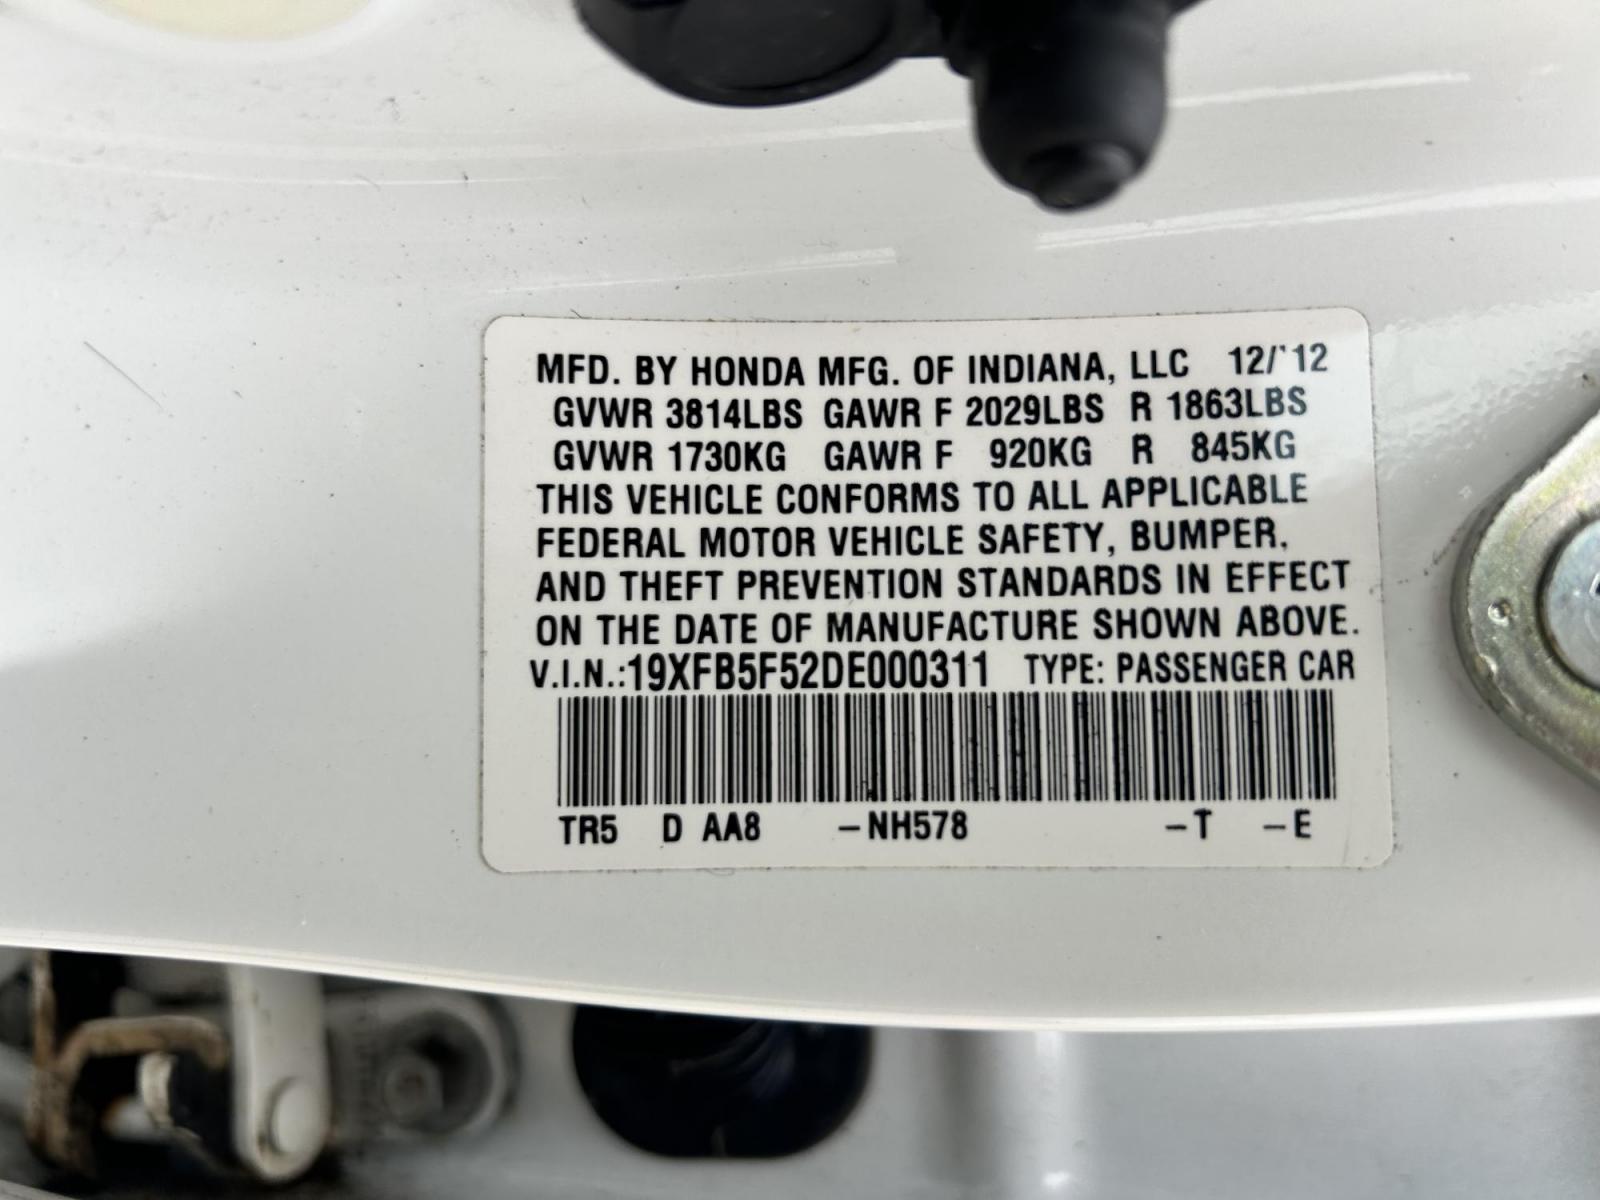 MFD. BY HONDA MFG. OF INDIANA, LLC 12/'12
GVWR 3814LBS GAWR F 2029LBS R 1863LBS
GVWR 1730KG GAWR F 920KG R 845KG
THIS VEHICLE CONFORMS TO ALL APPLICABLE
FEDERAL MOTOR VEHICLE SAFETY, BUMPER,
AND THEFT PREVENTION STANDARDS IN EFFECT
ON THE DATE OF MANUFACTURE SHOWN ABOVE.
V.I.N.:19XFB5F52DE000311 TYPE: PASSENGER CAR
TR5 D AA8 –NH578 –T –E